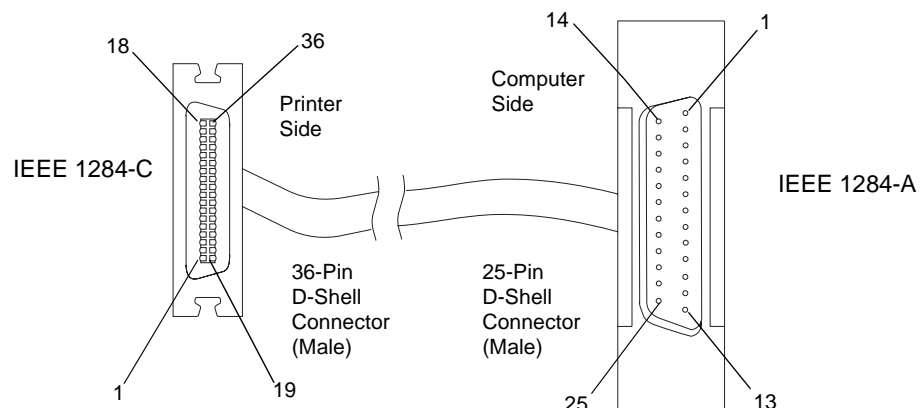 18
36
14
1
Printer
Side
Computer
Side
IEEE 1284-C
IEEE 1284-A
36-Pin
D-Shell
Connector
(Male)
25-Pin
D-Shell
Connector
(Male)
1
19
25
13